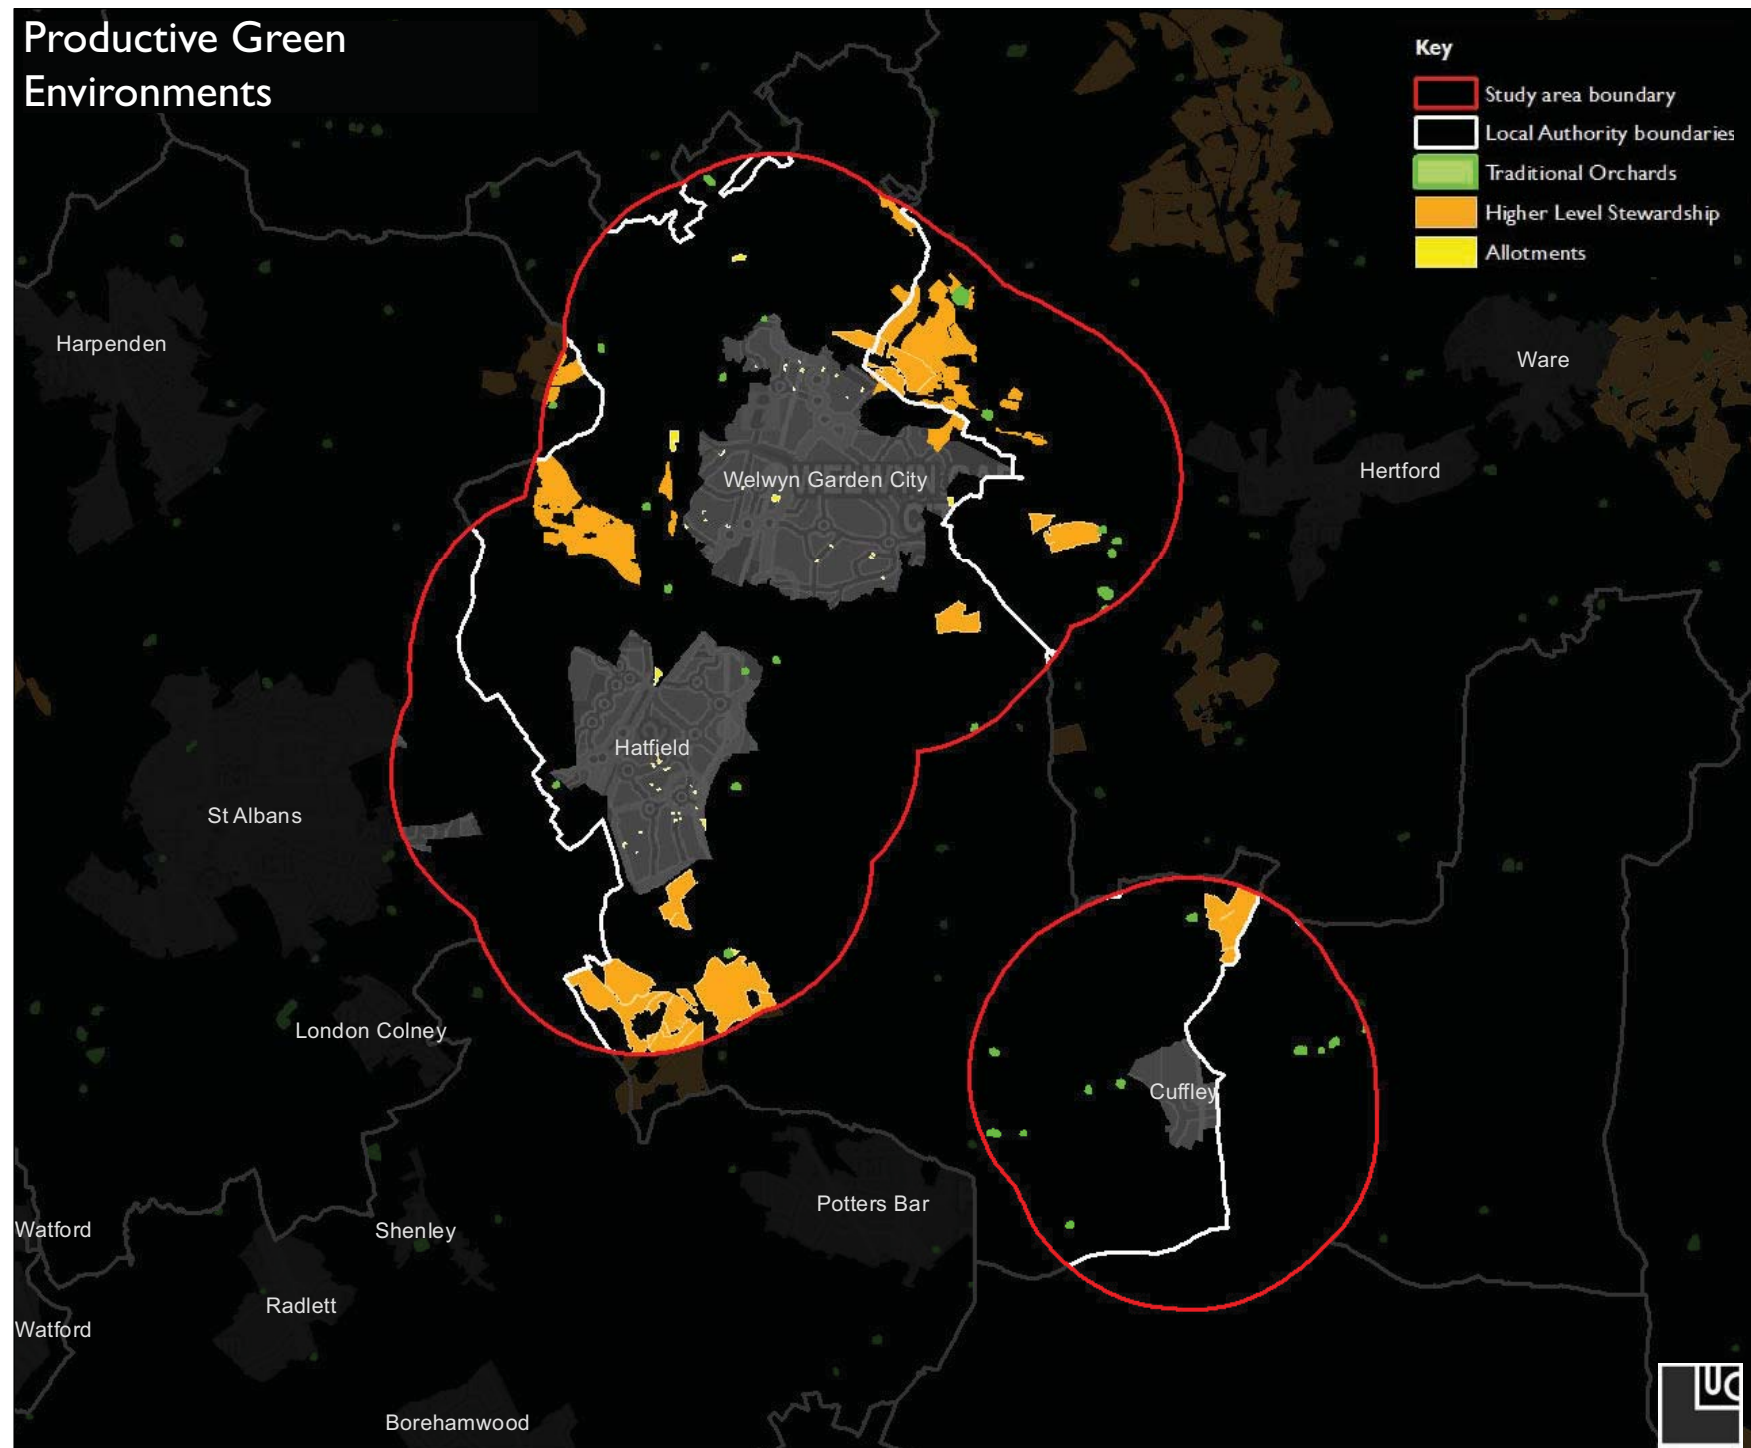 Productive Green
Environments
Key
Study area boundary
Local Authority boundaries
Traditional Orchards
Higher Level Stewardship
Allotments
Harpenden
Ware
Hertford
Welwyn Garden City
Hatfield
St Albans
London Colney
Cuffley
Potters Bar
Watford
Shenley
Radlett
Watford
Borehamwood